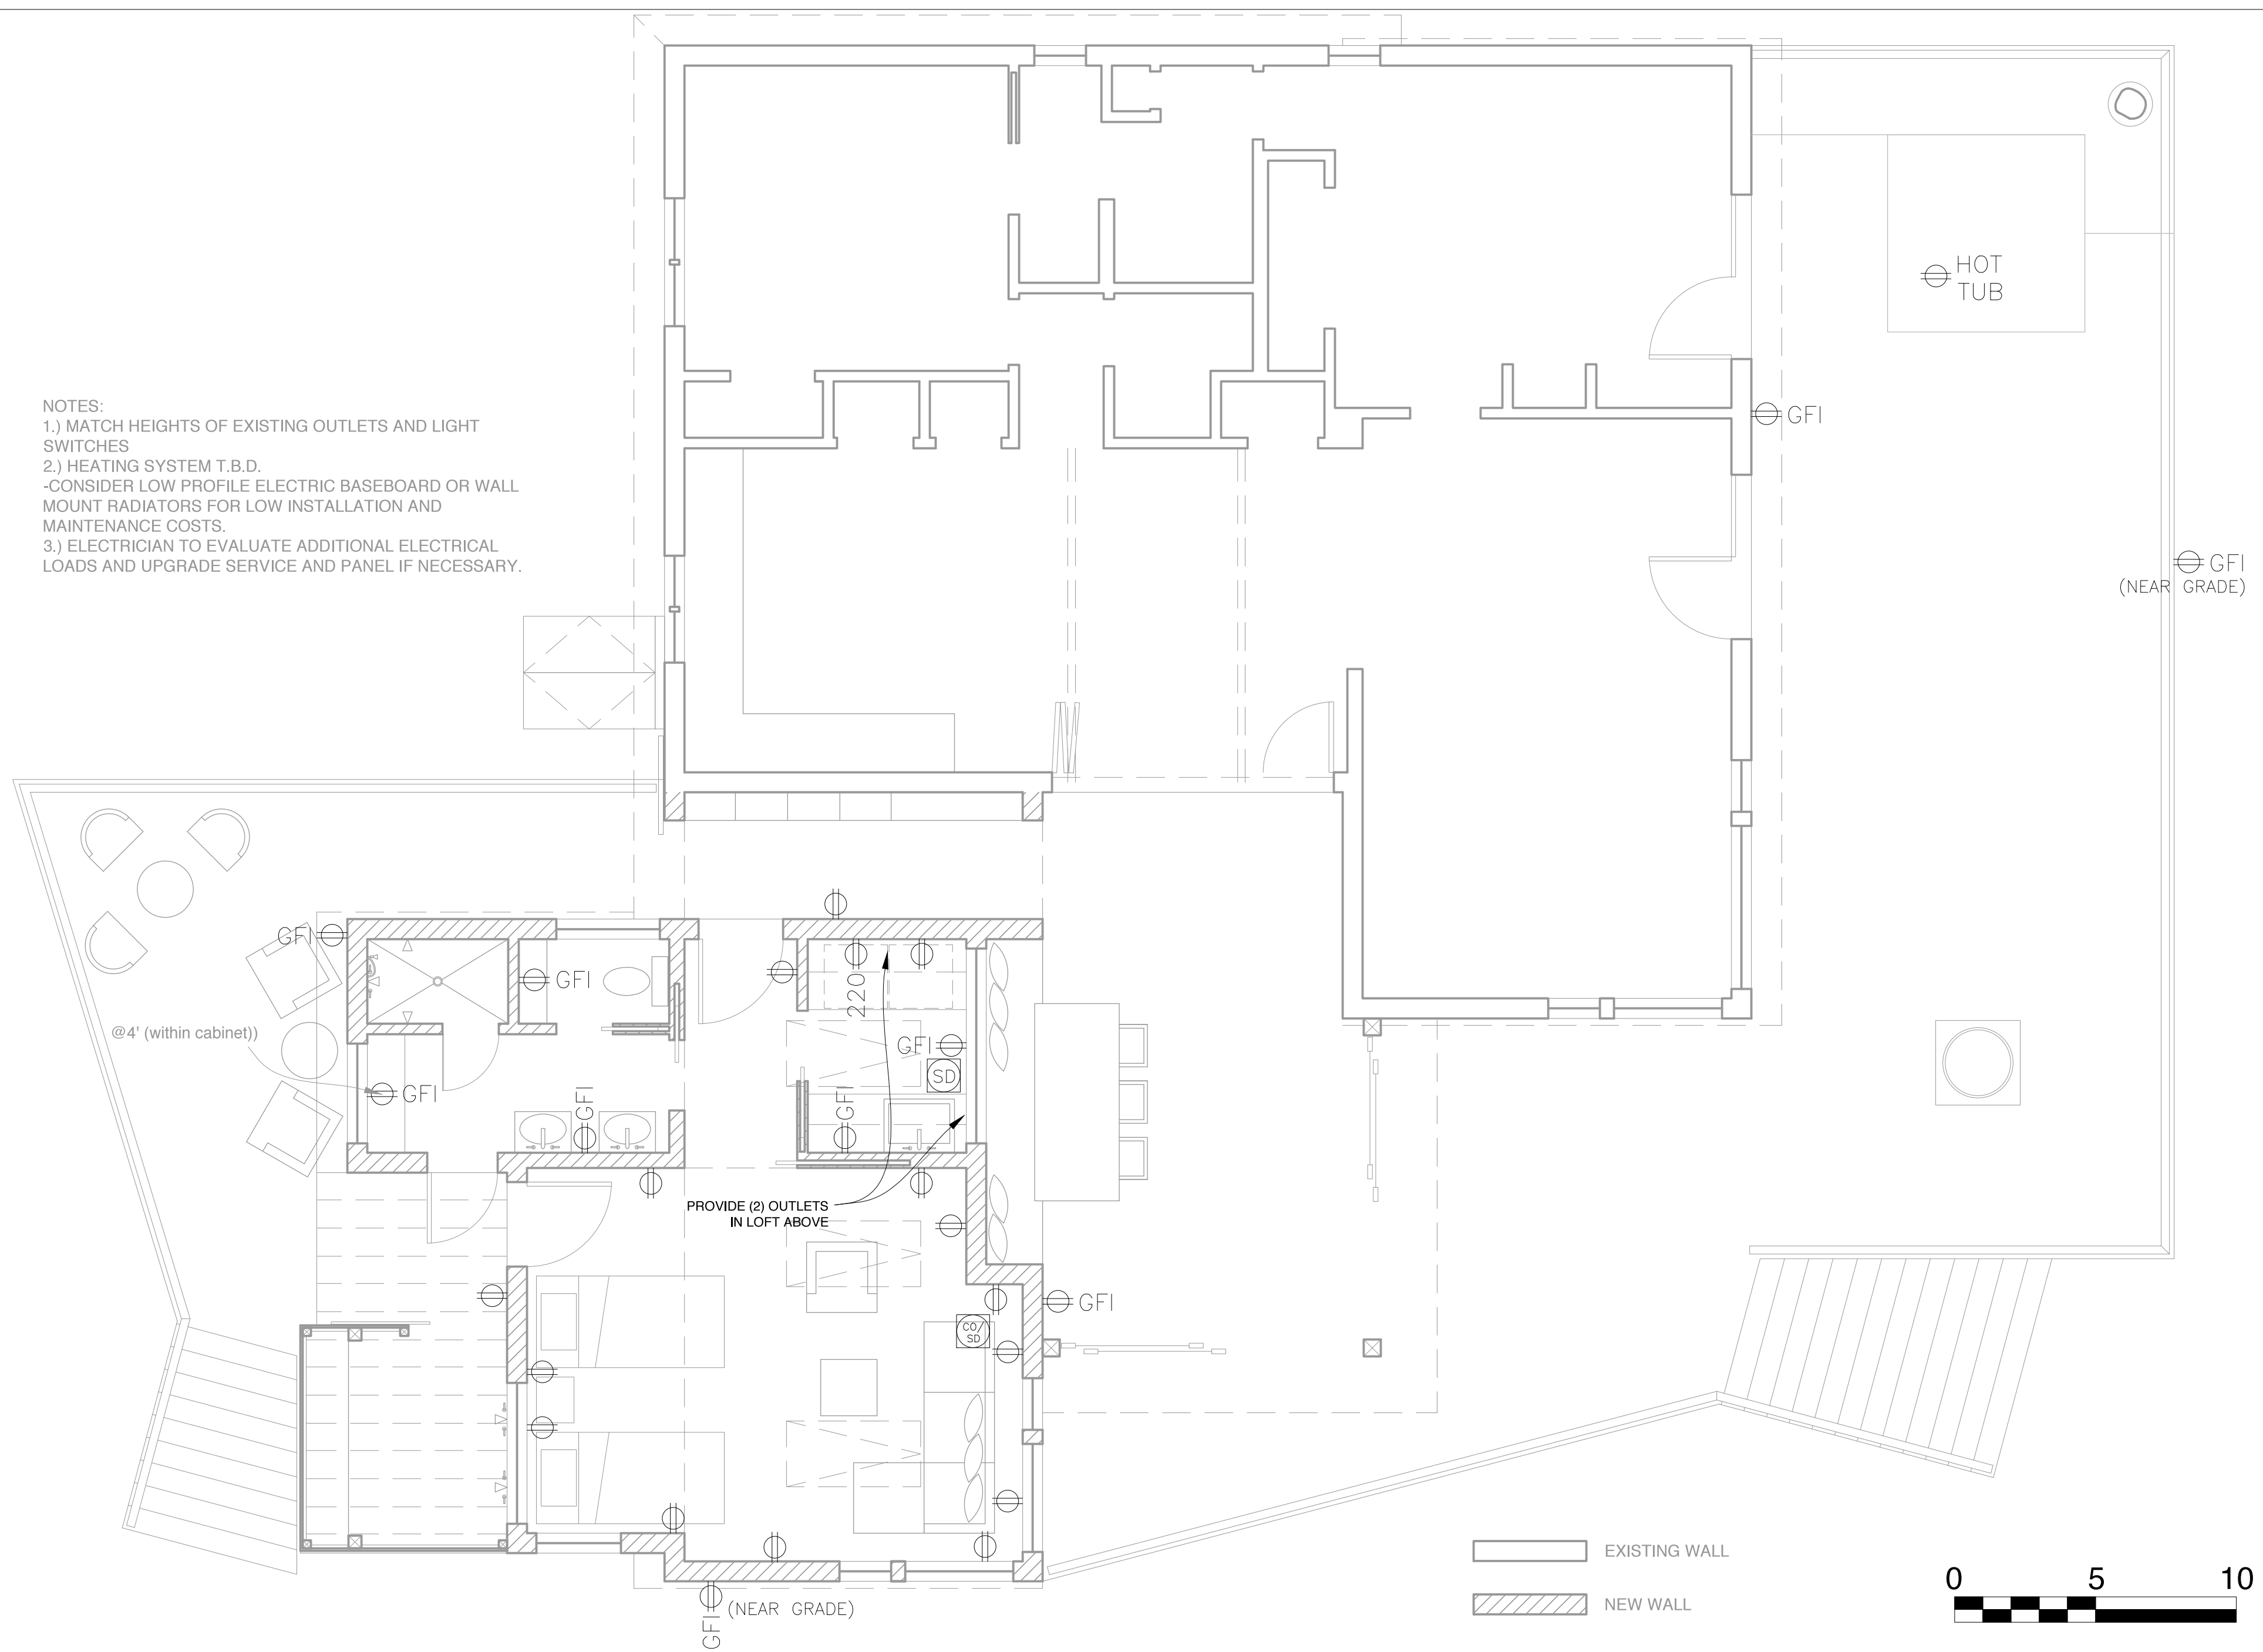 HOT
TUB
NOTES:
1.) MATCH HEIGHTS OF EXISTING OUTLETS AND LIGHT
SWITCHES
2.) HEATING SYSTEM T.B.D.
-CONSIDER LOW PROFILE ELECTRIC BASEBOARD OR WALL
MOUNT RADIATORS FOR LOW INSTALLATION AND
MAINTENANCE COSTS.
3.) ELECTRICIAN TO EVALUATE ADDITIONAL ELECTRICAL
LOADS AND UPGRADE SERVICE AND PANEL IF NECESSARY.
GFI
GFI
(NEAR GRADE)
GFI
GFI
220
@4' (within cabinet))
GFI
SD
GFI
GFI
GFI
PROVIDE (2) OUTLETS
IN LOFT ABOVE
GFI
CO/
SD
EXISTING WALL
NEW WALL
0 5 10
GFI
(NEAR GRADE)